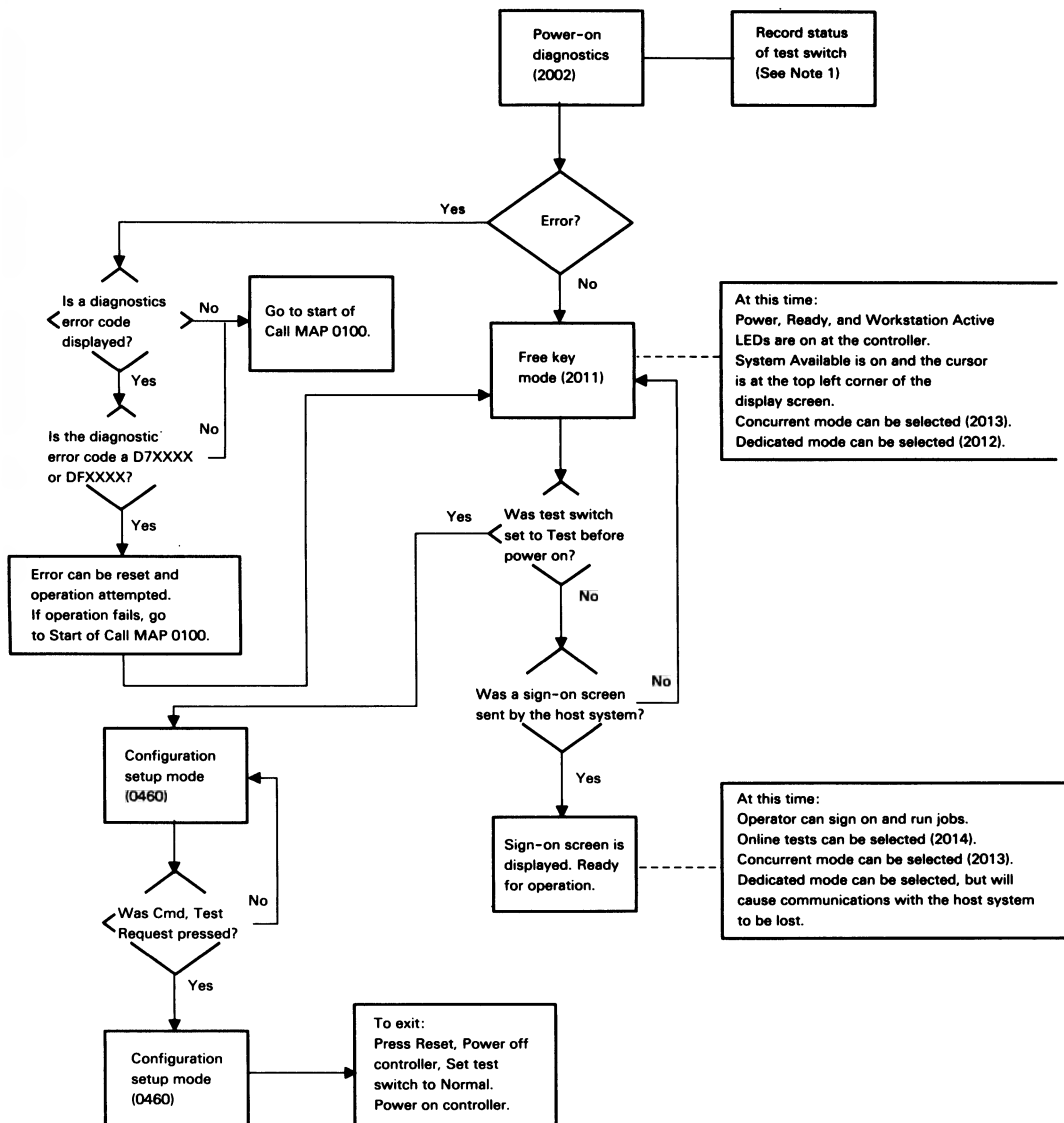 Power-on
diagnostics
(2002)
Record status
of test switch
(See Note 1)
Yes
Error?
No
Is a diagnostics
error code
displayed?
No
Go to start of
Call MAP 0100.
Yes
Is the diagnostic
error code a D7XXXX
or DFXXXX?
No
Yes
Error can be reset and
operation attempted.
If operation fails, go
to Start of Call MAP 0100.
Free key
mode (2011)
At this time:
Power, Ready, and Workstation Active
LEDs are on at the controller.
System Available is on and the cursor
is at the top left corner of the
display screen.
Concurrent mode can be selected (2013).
Dedicated mode can be selected (2012).
Yes
Was test switch
set to Test before
power on?
No
Was a sign-on screen
sent by the host system?
No
Yes
Sign-on screen is
displayed. Ready
for operation.
At this time:
Operator can sign on and run jobs.
Online tests can be selected (2014).
Concurrent mode can be selected (2013).
Dedicated mode can be selected, but will
cause communications with the host system
to be lost.
Configuration
setup mode
(0460)
Was Cmd, Test
Request pressed?
No
Yes
Configuration
setup mode
(0460)
To exit:
Press Reset, Power off
controller, Set test
switch to Normal.
Power on controller.